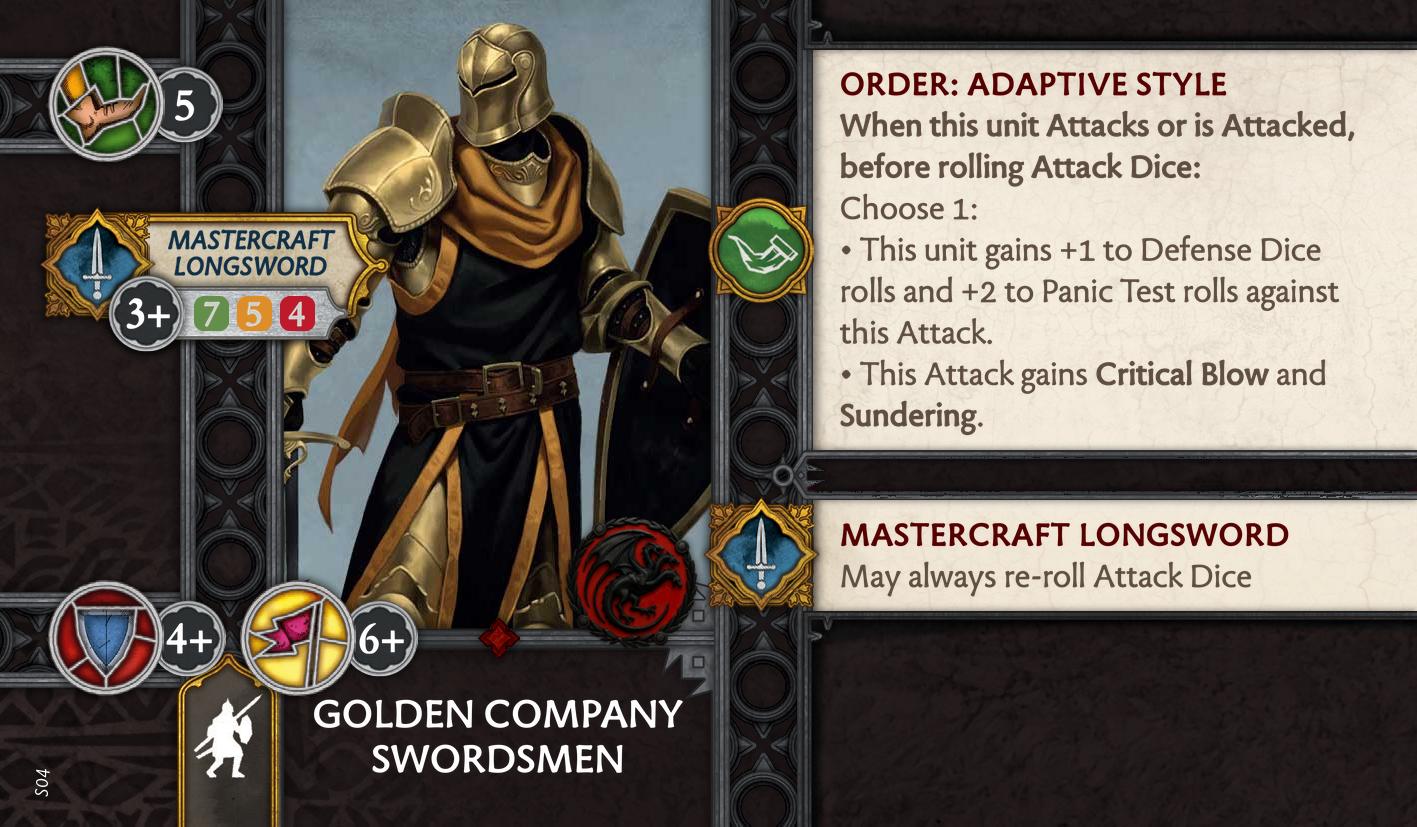 5
MASTERCRAFT
LONGSWORD
3+ 7 5 4
4+ 6+
GOLDEN COMPANY
SWORDSMEN
S04
ORDER: ADAPTIVE STYLE
When this unit Attacks or is Attacked,
before rolling Attack Dice:
Choose 1:
• This unit gains +1 to Defense Dice
rolls and +2 to Panic Test rolls against
this Attack.
• This Attack gains Critical Blow and
Sundering.
MASTERCRAFT LONGSWORD
May always re-roll Attack Dice